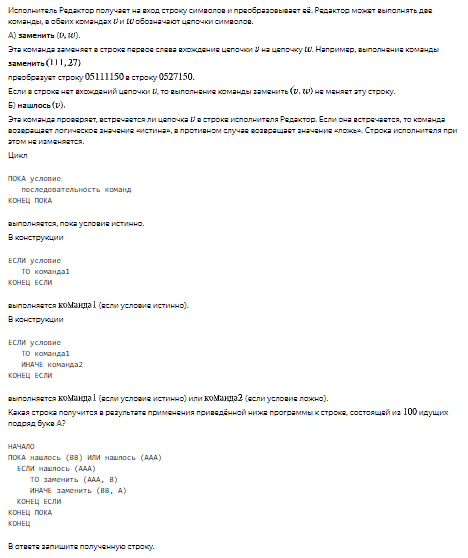 Исполнитель Редактор получает на вход строку символов и преобразовывает её. Редактор может выполнять две
команды, в обеих командах v и w обозначают цепочки символов.
А) заменить (v, w).
Эта команда заменяет в строке первое слева вхождение цепочки v на цепочку w. Например, выполнение команды
заменить (111, 27)
преобразует строку 05111150 в строку 0527150.
Если в строке нет вхождений цепочки v, то выполнение команды заменить (v, w) не меняет эту строку.
Б) нашлось (v).
Эта команда проверяет, встречается ли цепочка v в строке исполнителя Редактор. Если она встречается, то команда
возвращает логическое значение «истина», в противном случае возвращает значение «ложь». Строка исполнителя при
этом не изменяется.
Цикл
ПОКА условие
последовательность команд
КОНЕЦ ПОКА
выполняется, пока условие истинно.
В конструкции
ЕСЛИ условие
ТО команда1
КОНЕЦ ЕСЛИ
выполняется команда1 (если условие истинно).
В конструкции
ЕСЛИ условие
ТО команда1
ИНАЧЕ команда2
КОНЕЦ ЕСЛИ
выполняется команда1 (если условие истинно) или команда2 (если условие ложно).
Какая строка получится в результате применения приведённой ниже программы к строке, состоящей из 100 идущих
подряд букв А?
НАЧАЛО
ПОКА нашлось (BB) ИЛИ нашлось (AAA)
ЕСЛИ нашлось (AAA)
ТО заменить (AAA, B)
ИНАЧЕ заменить (BB, A)
КОНЕЦ ЕСЛИ
КОНЕЦ ПОКА
КОНЕЦ
В ответе запишите полученную строку.